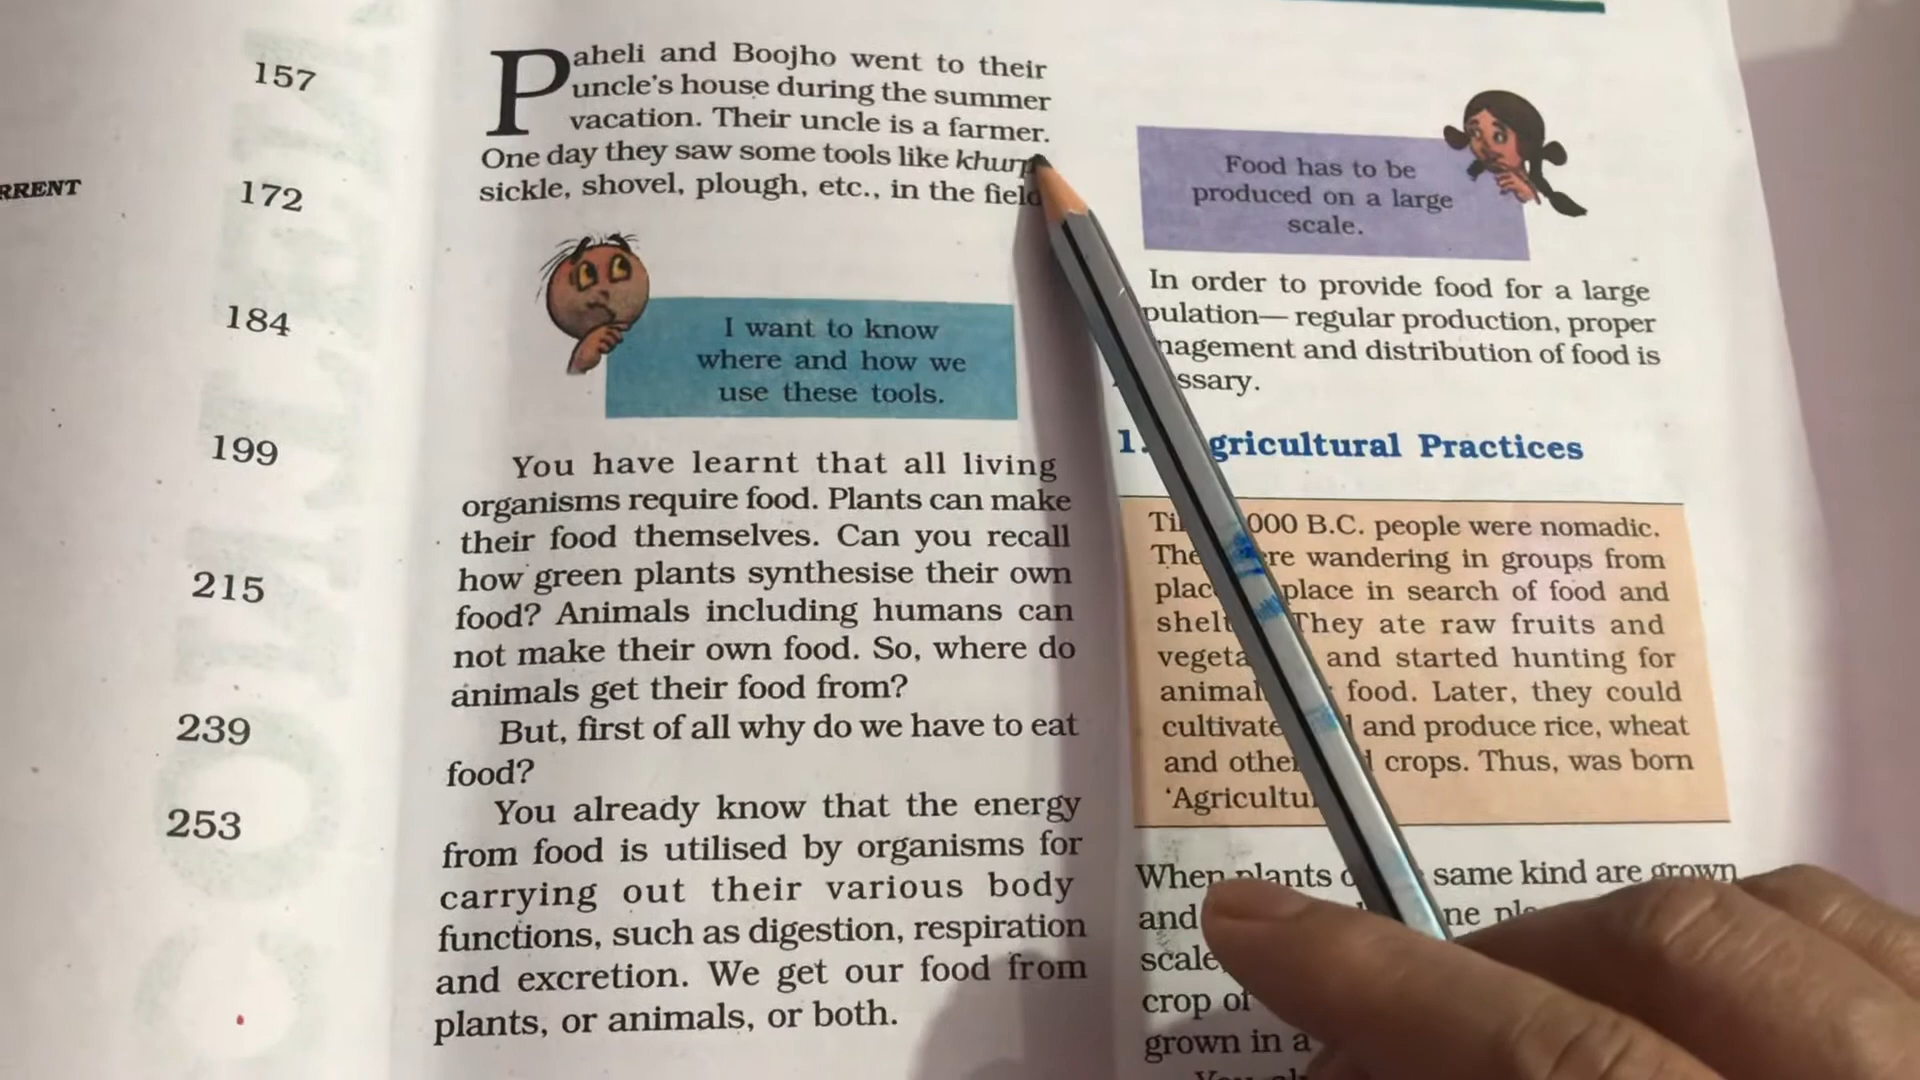 157
172
184
199
215
239
253
RRENT
Paheli and Boojho went to their
uncle's house during the summer
vacation. Their uncle is a farmer.
One day they saw some tools like
sickle, shovel, plough, etc., in the
I want to know
where and how we
use these tools.
You have learnt that all living
organisms require food. Plants can make
their food themselves. Can you recall
how green plants synthesise their own
food? Animals including humans can
not make their own food. So, where do
animals get their food from?
But, first of all why do we have to eat
food?
You already know that the energy
from food is utilised by organisms for
carrying out their various body
functions, such as digestion, respiration
and excretion. We get our food from
plants, or animals, or both.
Food has to be
produced on a large
scale.
In order to provide food for a large
pulation— regular production, proper
nagement and distribution of food is
ssary.
gricultural Practices
000 B.C. people were nomadic.
re wandering in groups from
place in search of food and
They ate raw fruits and
and started hunting for
food. Later, they could
cultivate and produce rice, wheat
and other crops. Thus, was born
'Agricultu
When plants same kind are grown
and
scale,
crop of
grown in a